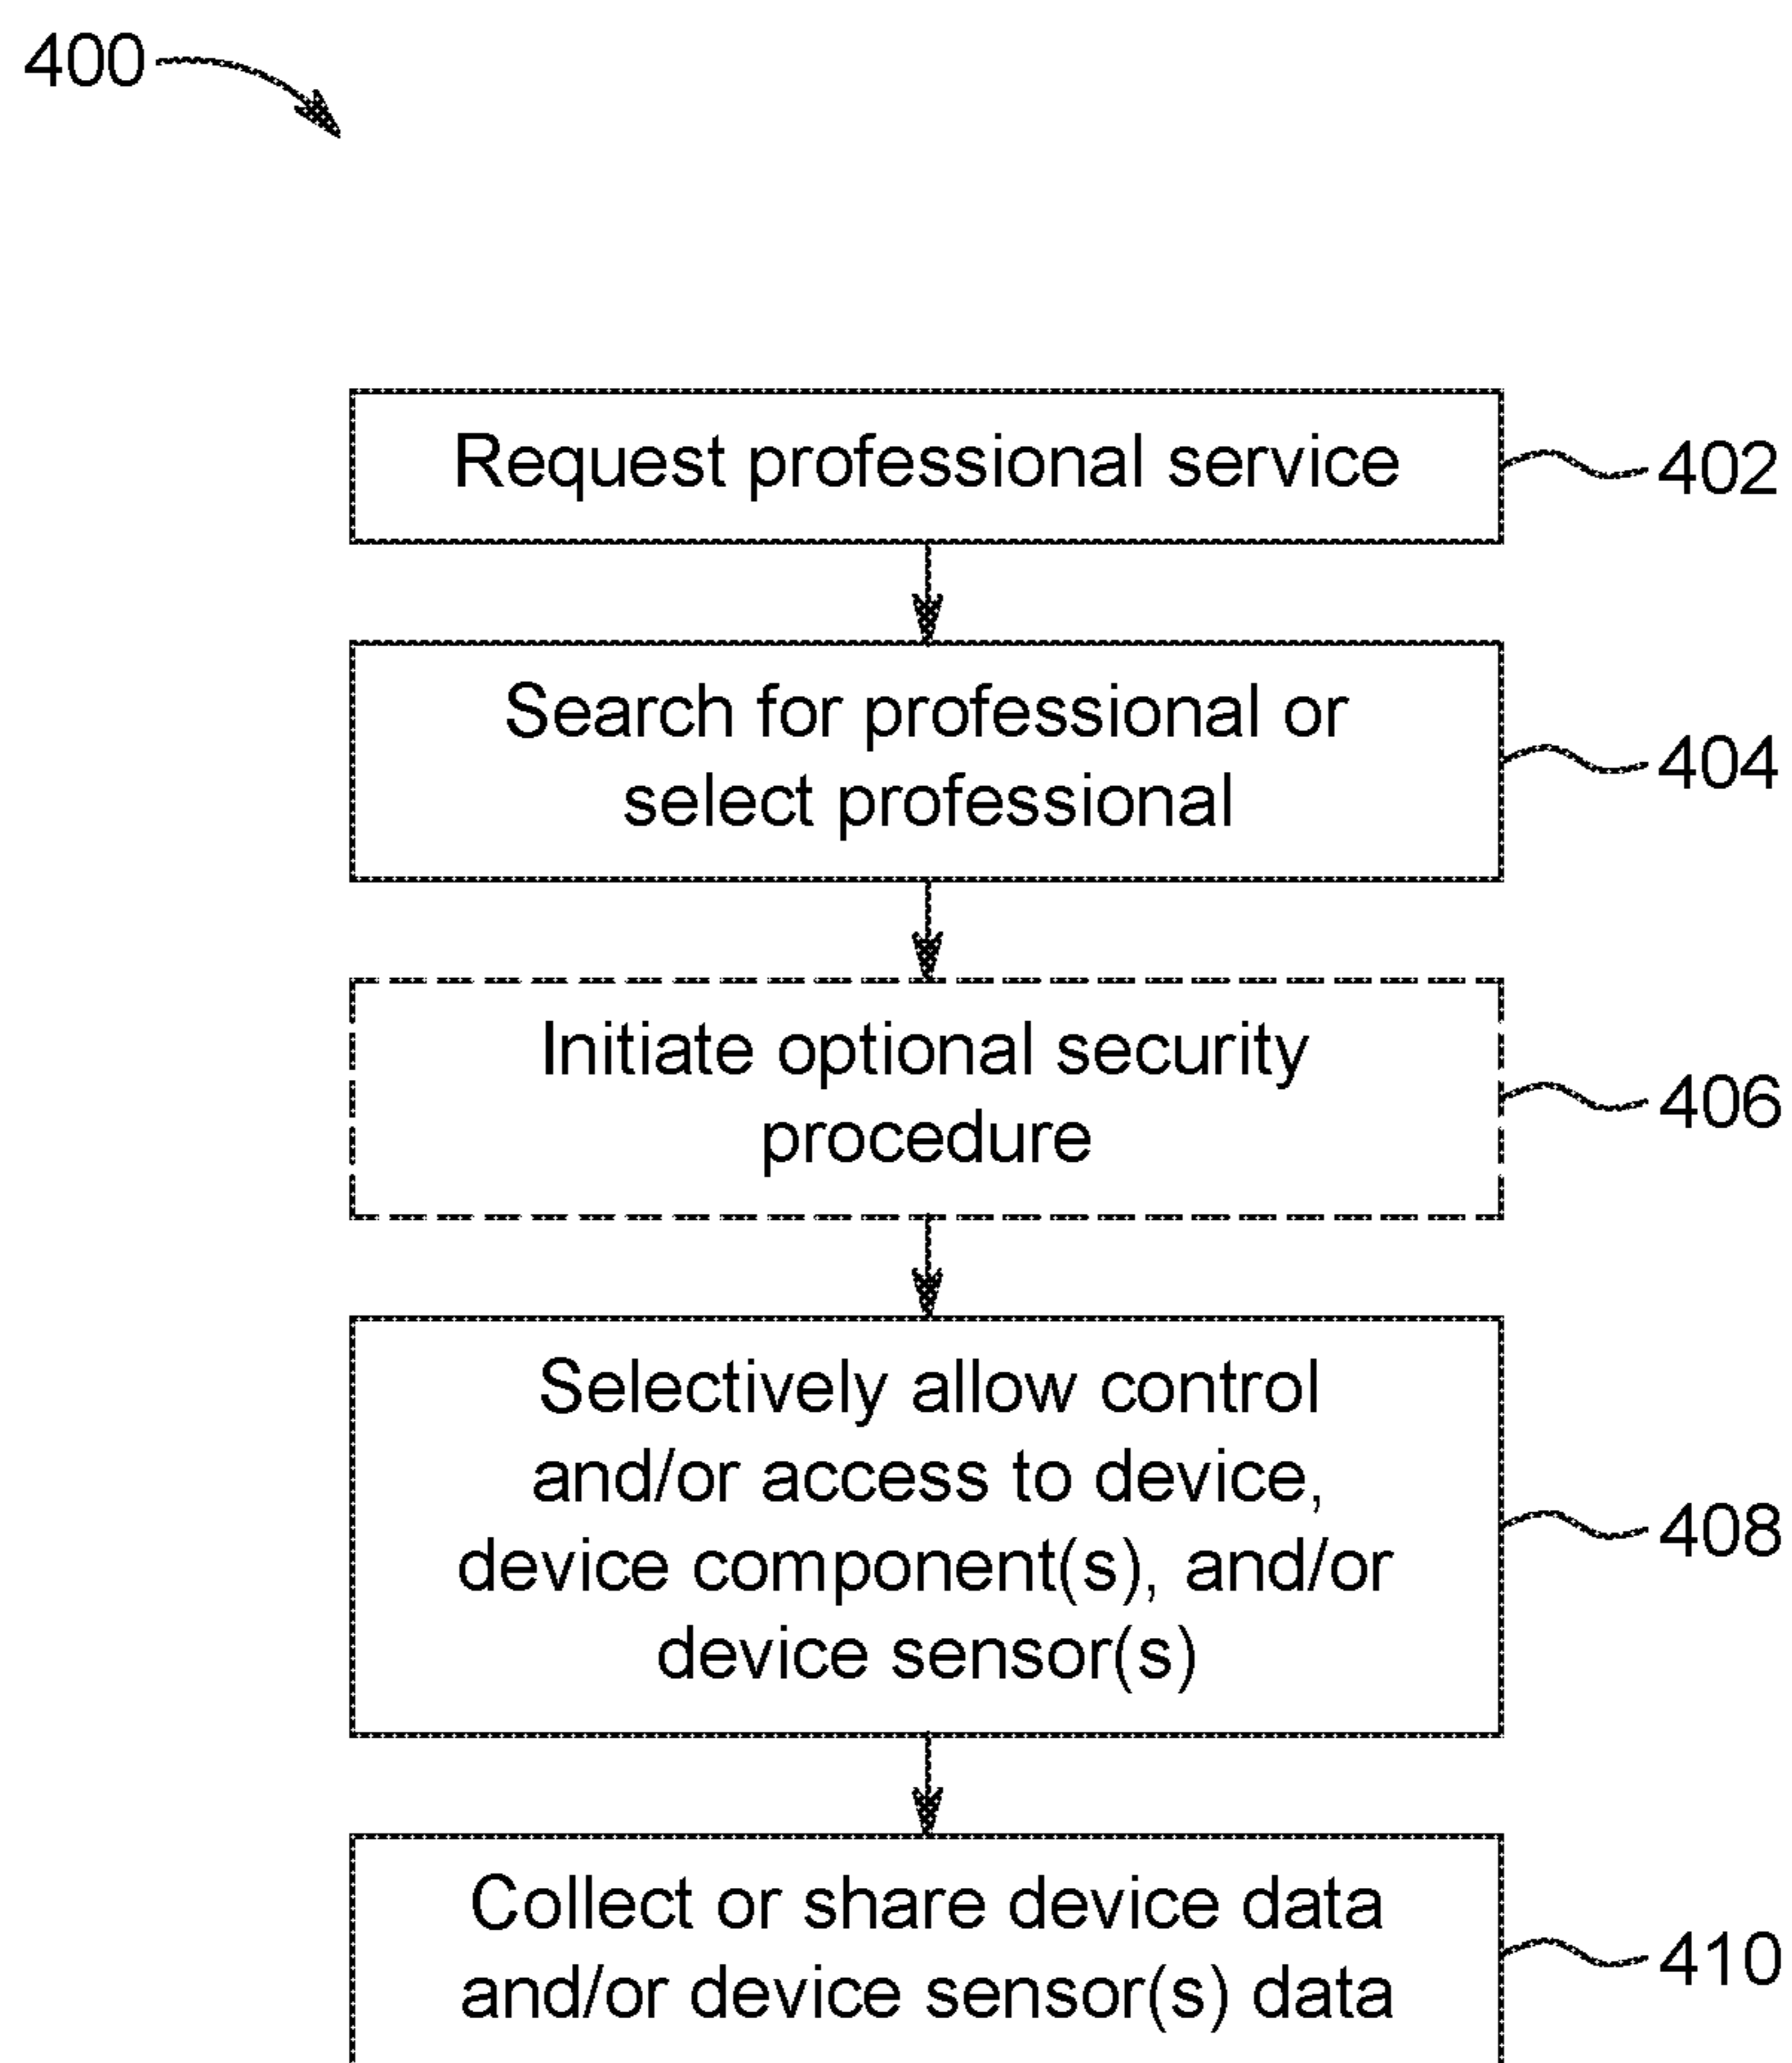 400
Request professional service
402
Search for professional or
select professional
404
Initiate optional security
procedure
406
Selectively allow control
and/or access to device,
device component(s), and/or
device sensor(s)
408
Collect or share device data
and/or device sensor(s) data
410